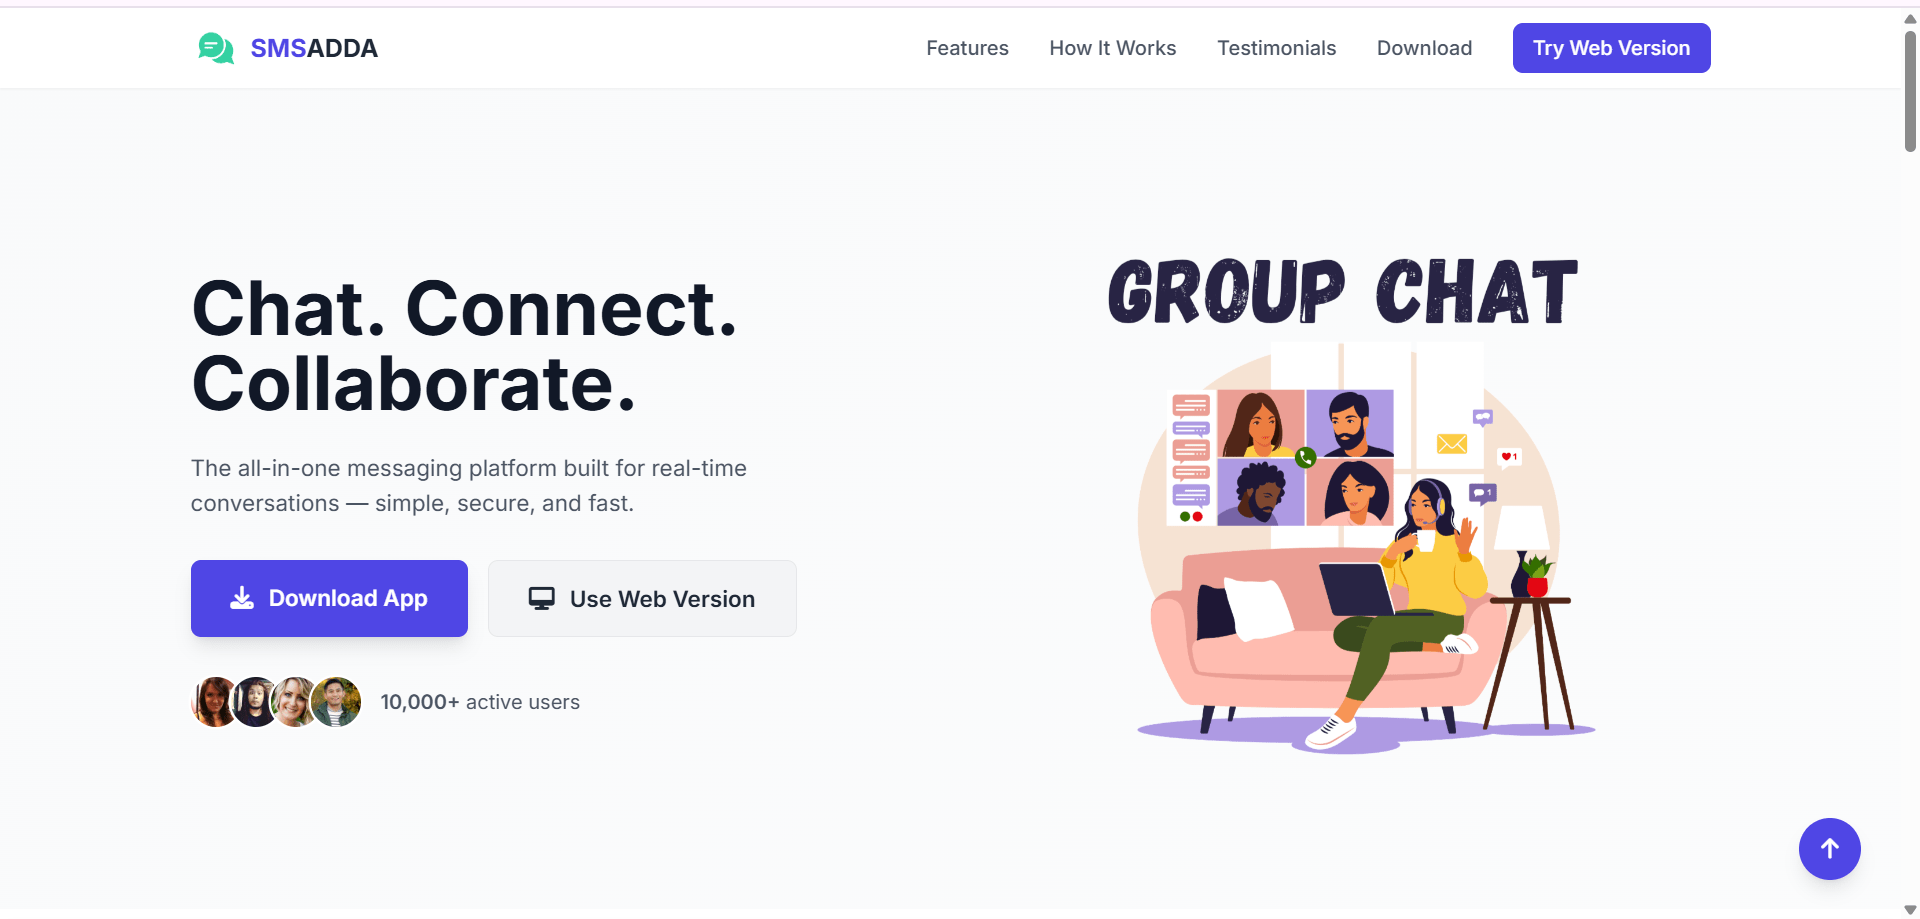 SMSADDA
Features
How It Works
Testimonials
Download
Try Web Version
Chat. Connect.
Collaborate.
The all-in-one messaging platform built for real-time
conversations — simple, secure, and fast.
Download App
Use Web Version
10,000+ active users
GROUP CHAT
1
1